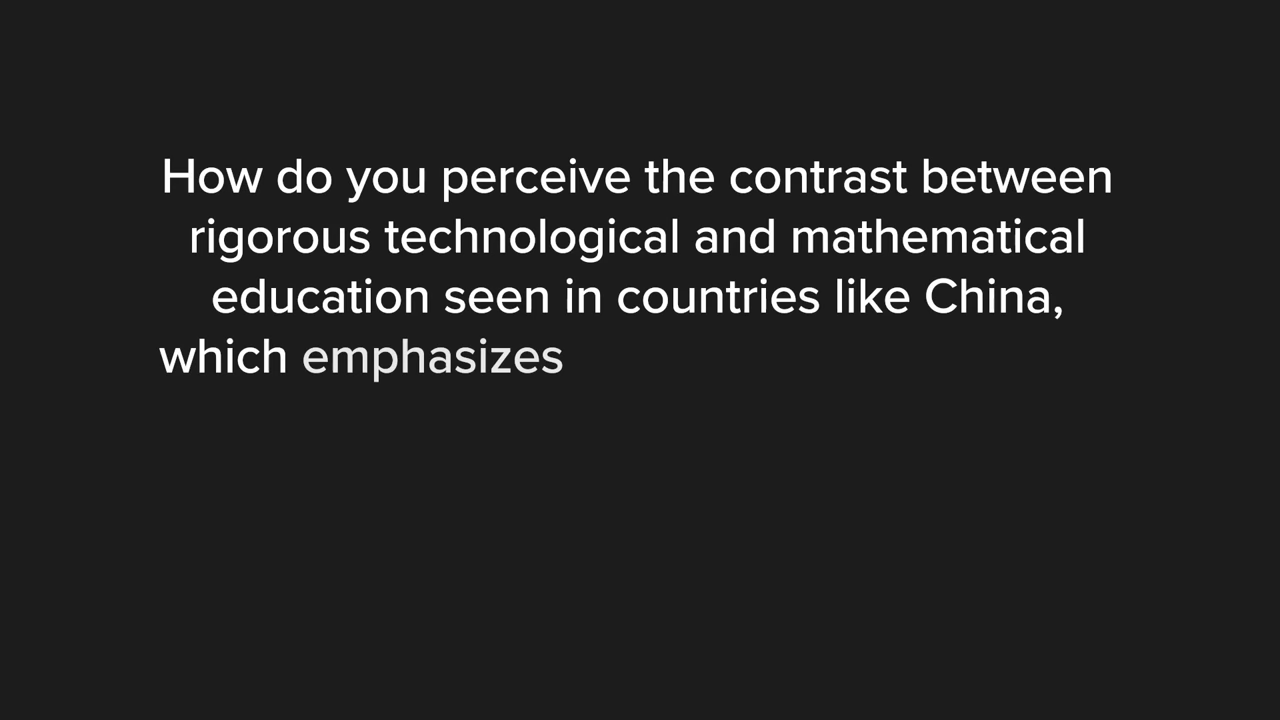 How do you perceive the contrast between
rigorous technological and mathematical
education seen in countries like China,
which emphasizes